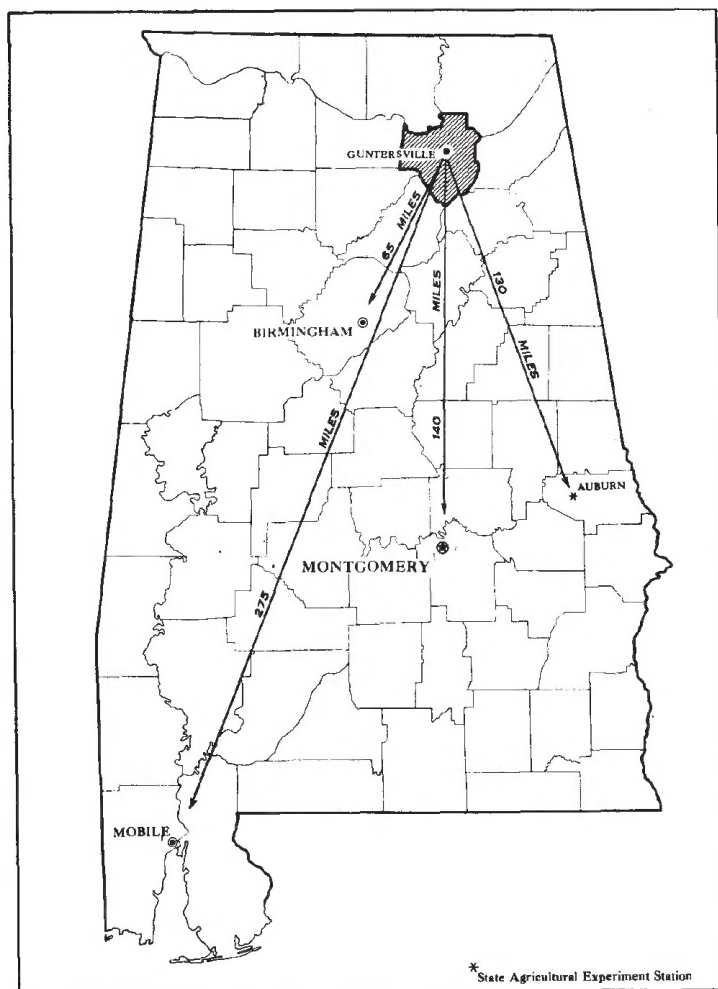 GUNTERSVILLE
65 MILES
MILES
130
BIRMINGHAM
MILES
MILES
140
AUBURN
*
MONTGOMERY
275
MOBILE
*State Agricultural Experiment Station